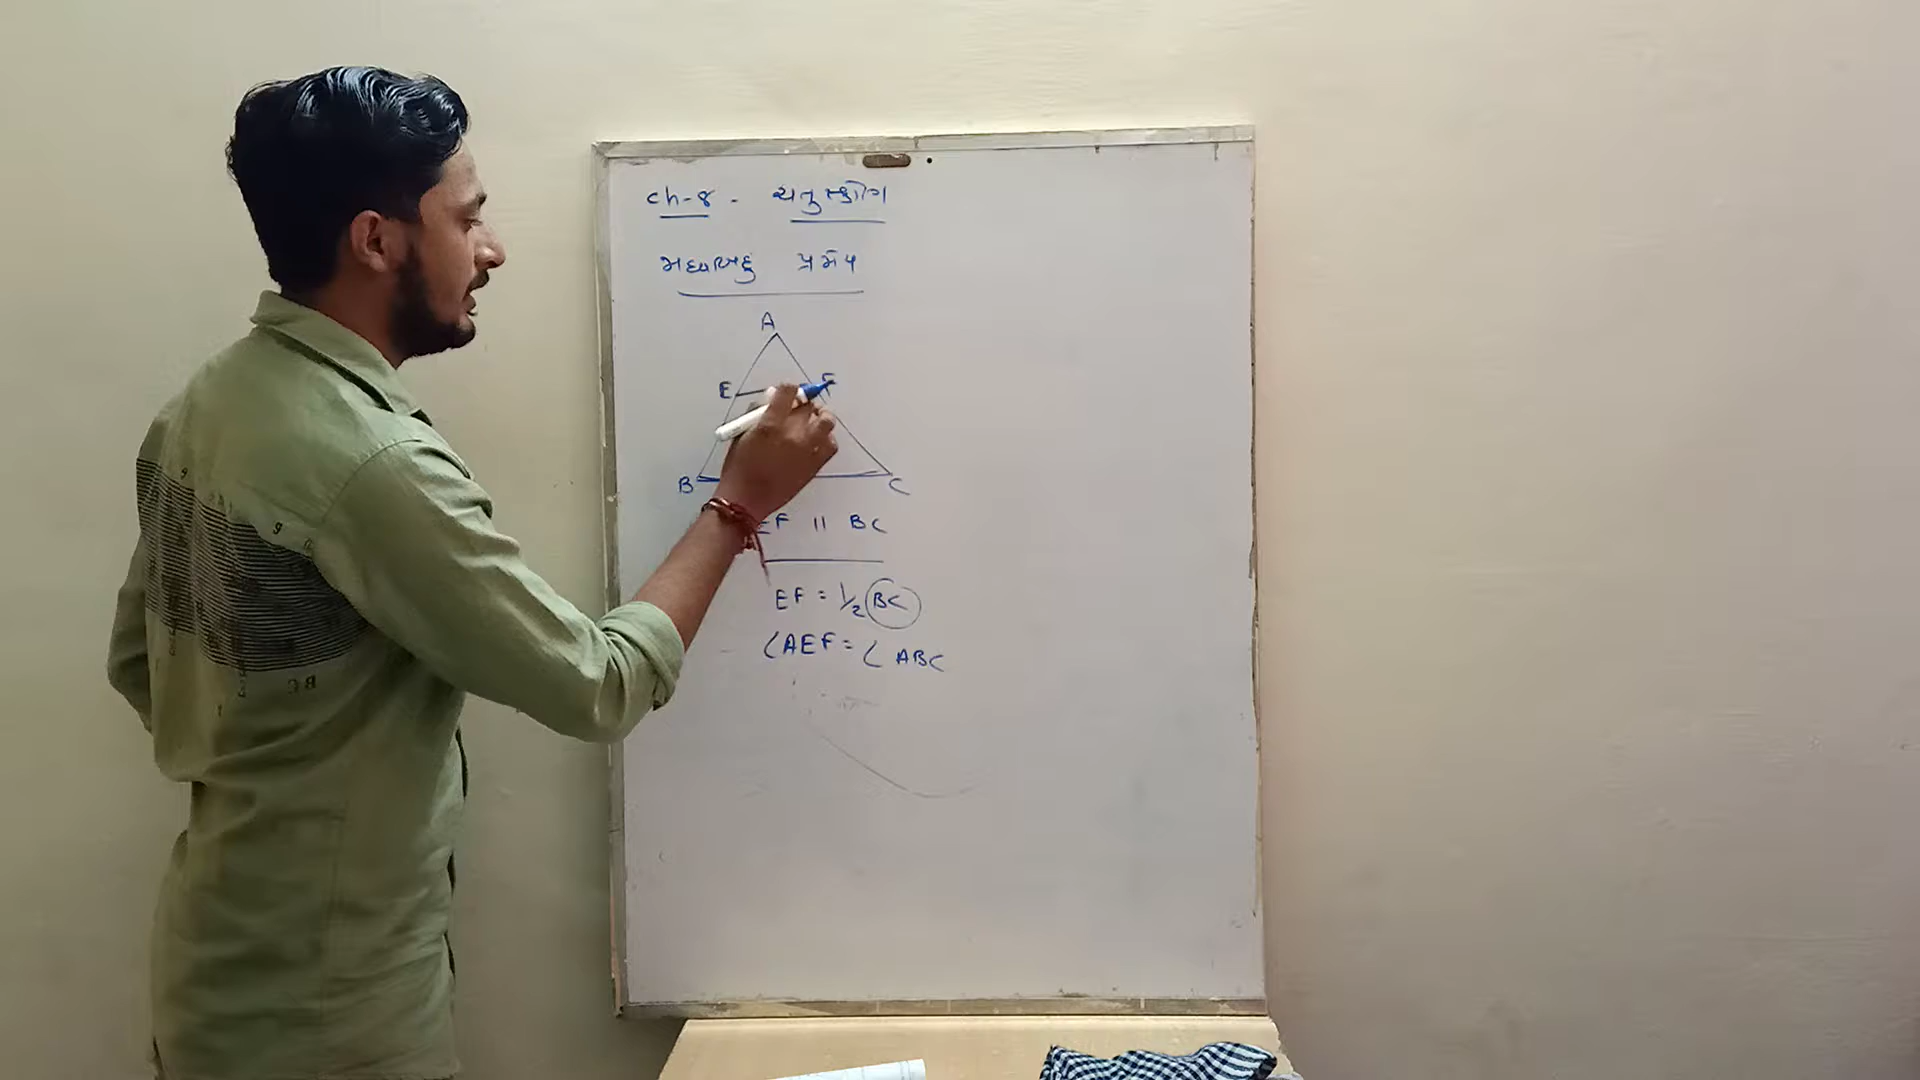 ch-8 - ચતુષ્કોણ
મધ્યબિંદુ પ્રમેય
A
E F
B C
EF || BC
EF = 1/2 BC
∠AEF = ∠ABC